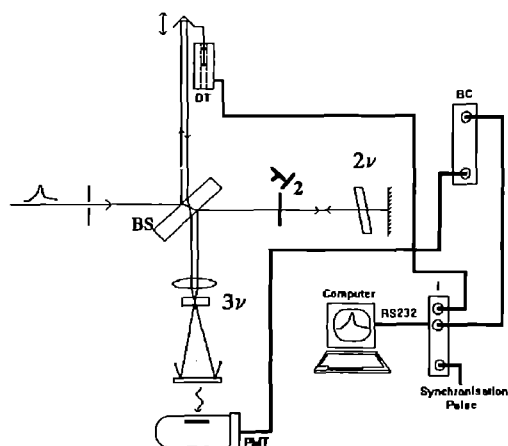 DT
BC
2
2ν
BS
3ν
Computer
RS232
I
Synchronisation
Pulse
PMT